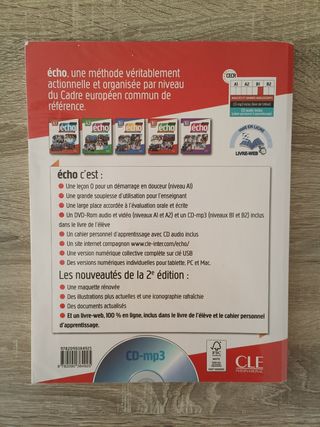 écho, une méthode véritablement
actionnelle et organisée par niveau
du Cadre européen commun de
référence.
CECR
A1 A2 B1 B2
écho écho écho écho écho
LIVRE-WEB
écho c'est :
• Une leçon 0 pour un démarrage en douceur (niveau A1)
• Une grande souplesse d'utilisation pour l'enseignant
• Une large place accordée à l'évaluation orale et écrite
• Un DVD-Rom audio et vidéo (niveaux A1 et A2) et un CD-mp3 (niveaux B1 et B2) inclus
dans le livre de l'élève
• Un cahier personnel d'apprentissage avec CD audio inclus
• Un site internet compagnon www.cle-inter.com/echo/
• Une version numérique collective complète sur clé USB
• Des versions numériques individuelles pour tablette, PC et Mac.
Les nouveautés de la 2e édition :
• Une maquette rénovée
• Des illustrations plus actuelles et une iconographie rafraîchie
• Des documents actualisés
• Et un livre-web, 100 % en ligne, inclus dans le livre de l'élève et le cahier personnel
d'apprentissage.
CD-mp3
FSC
CLE
INTERNATIONAL